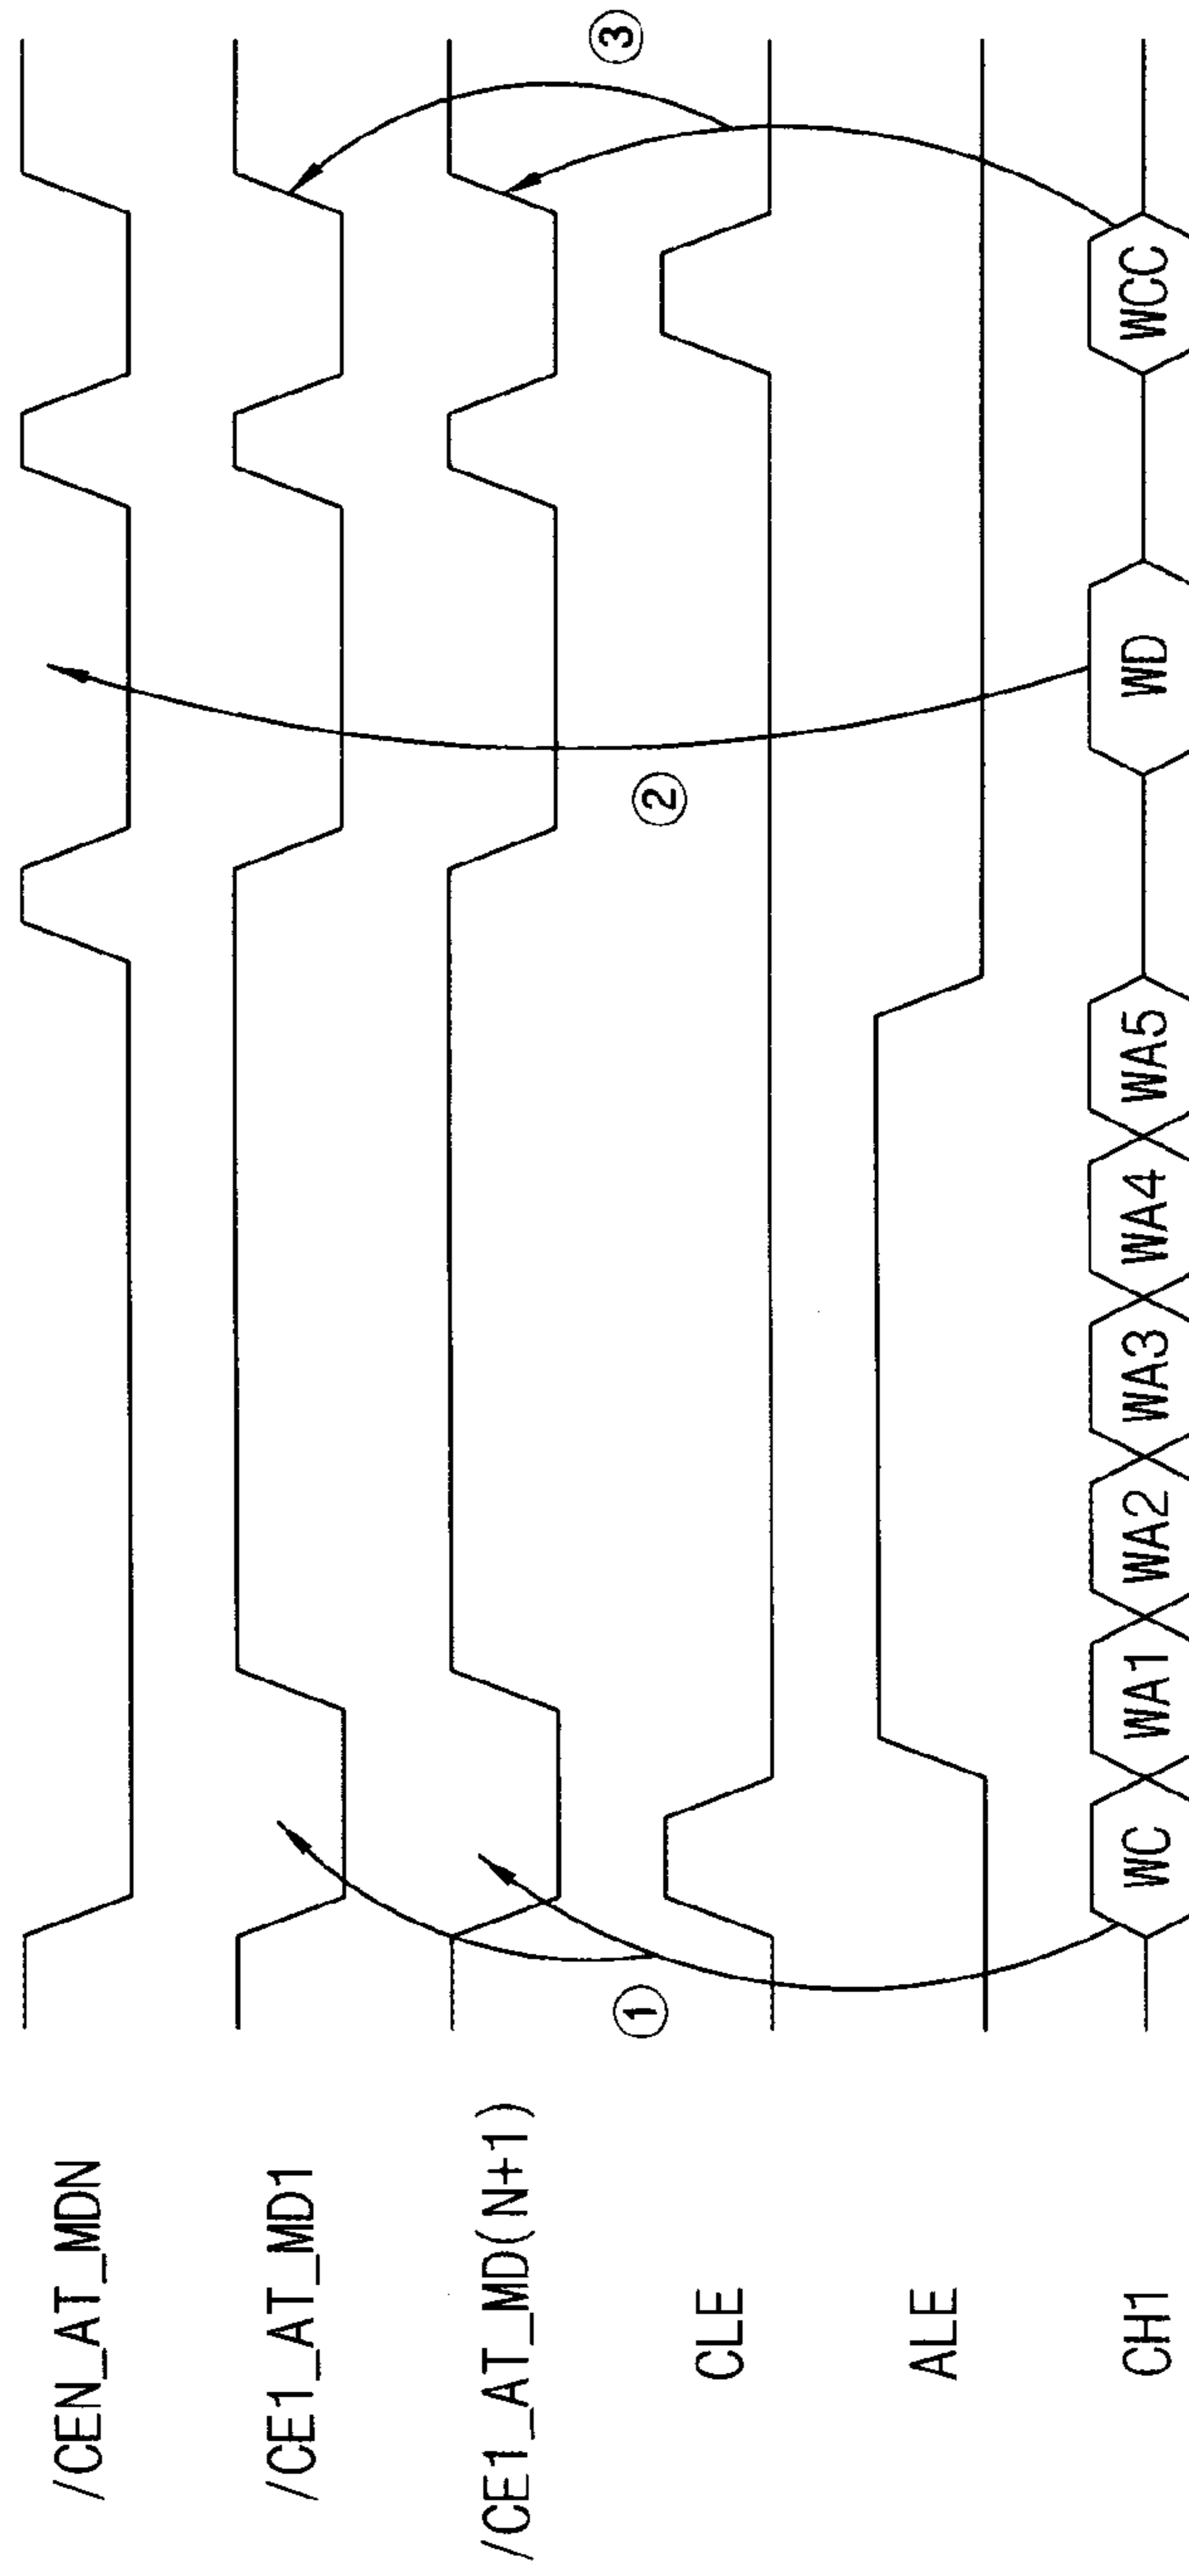 /CEN_AT_MDN
/CE1_AT_MD1
/CE1_AT_MD(N+1)
① ② ③
CLE
ALE
CH1 WC WA1 WA2 WA3 WA4 WA5 WD WCC